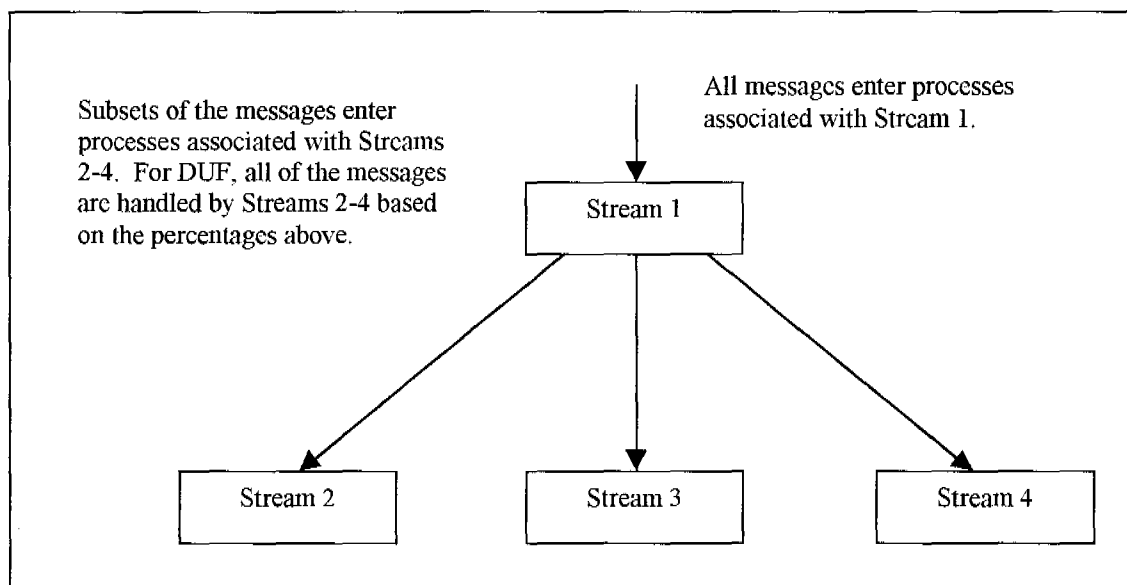 Subsets of the messages enter
processes associated with Streams
2-4. For DUF, all of the messages
are handled by Streams 2-4 based
on the percentages above.
All messages enter processes
associated with Stream 1.
Stream 1
Stream 2
Stream 3
Stream 4